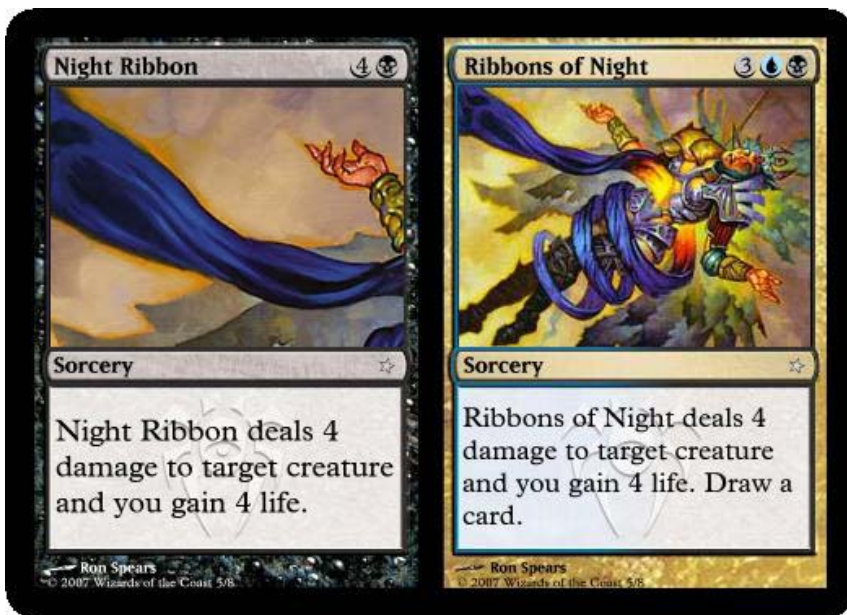 Night Ribbon 4
Sorcery
Night Ribbon deals 4
damage to target creature
and you gain 4 life.
Ron Spears
© 2007 Wizards of the Coast 5/8
Ribbons of Night 3
Sorcery
Ribbons of Night deals 4
damage to target creature
and you gain 4 life. Draw a
card.
Ron Spears
© 2007 Wizards of the Coast 5/8